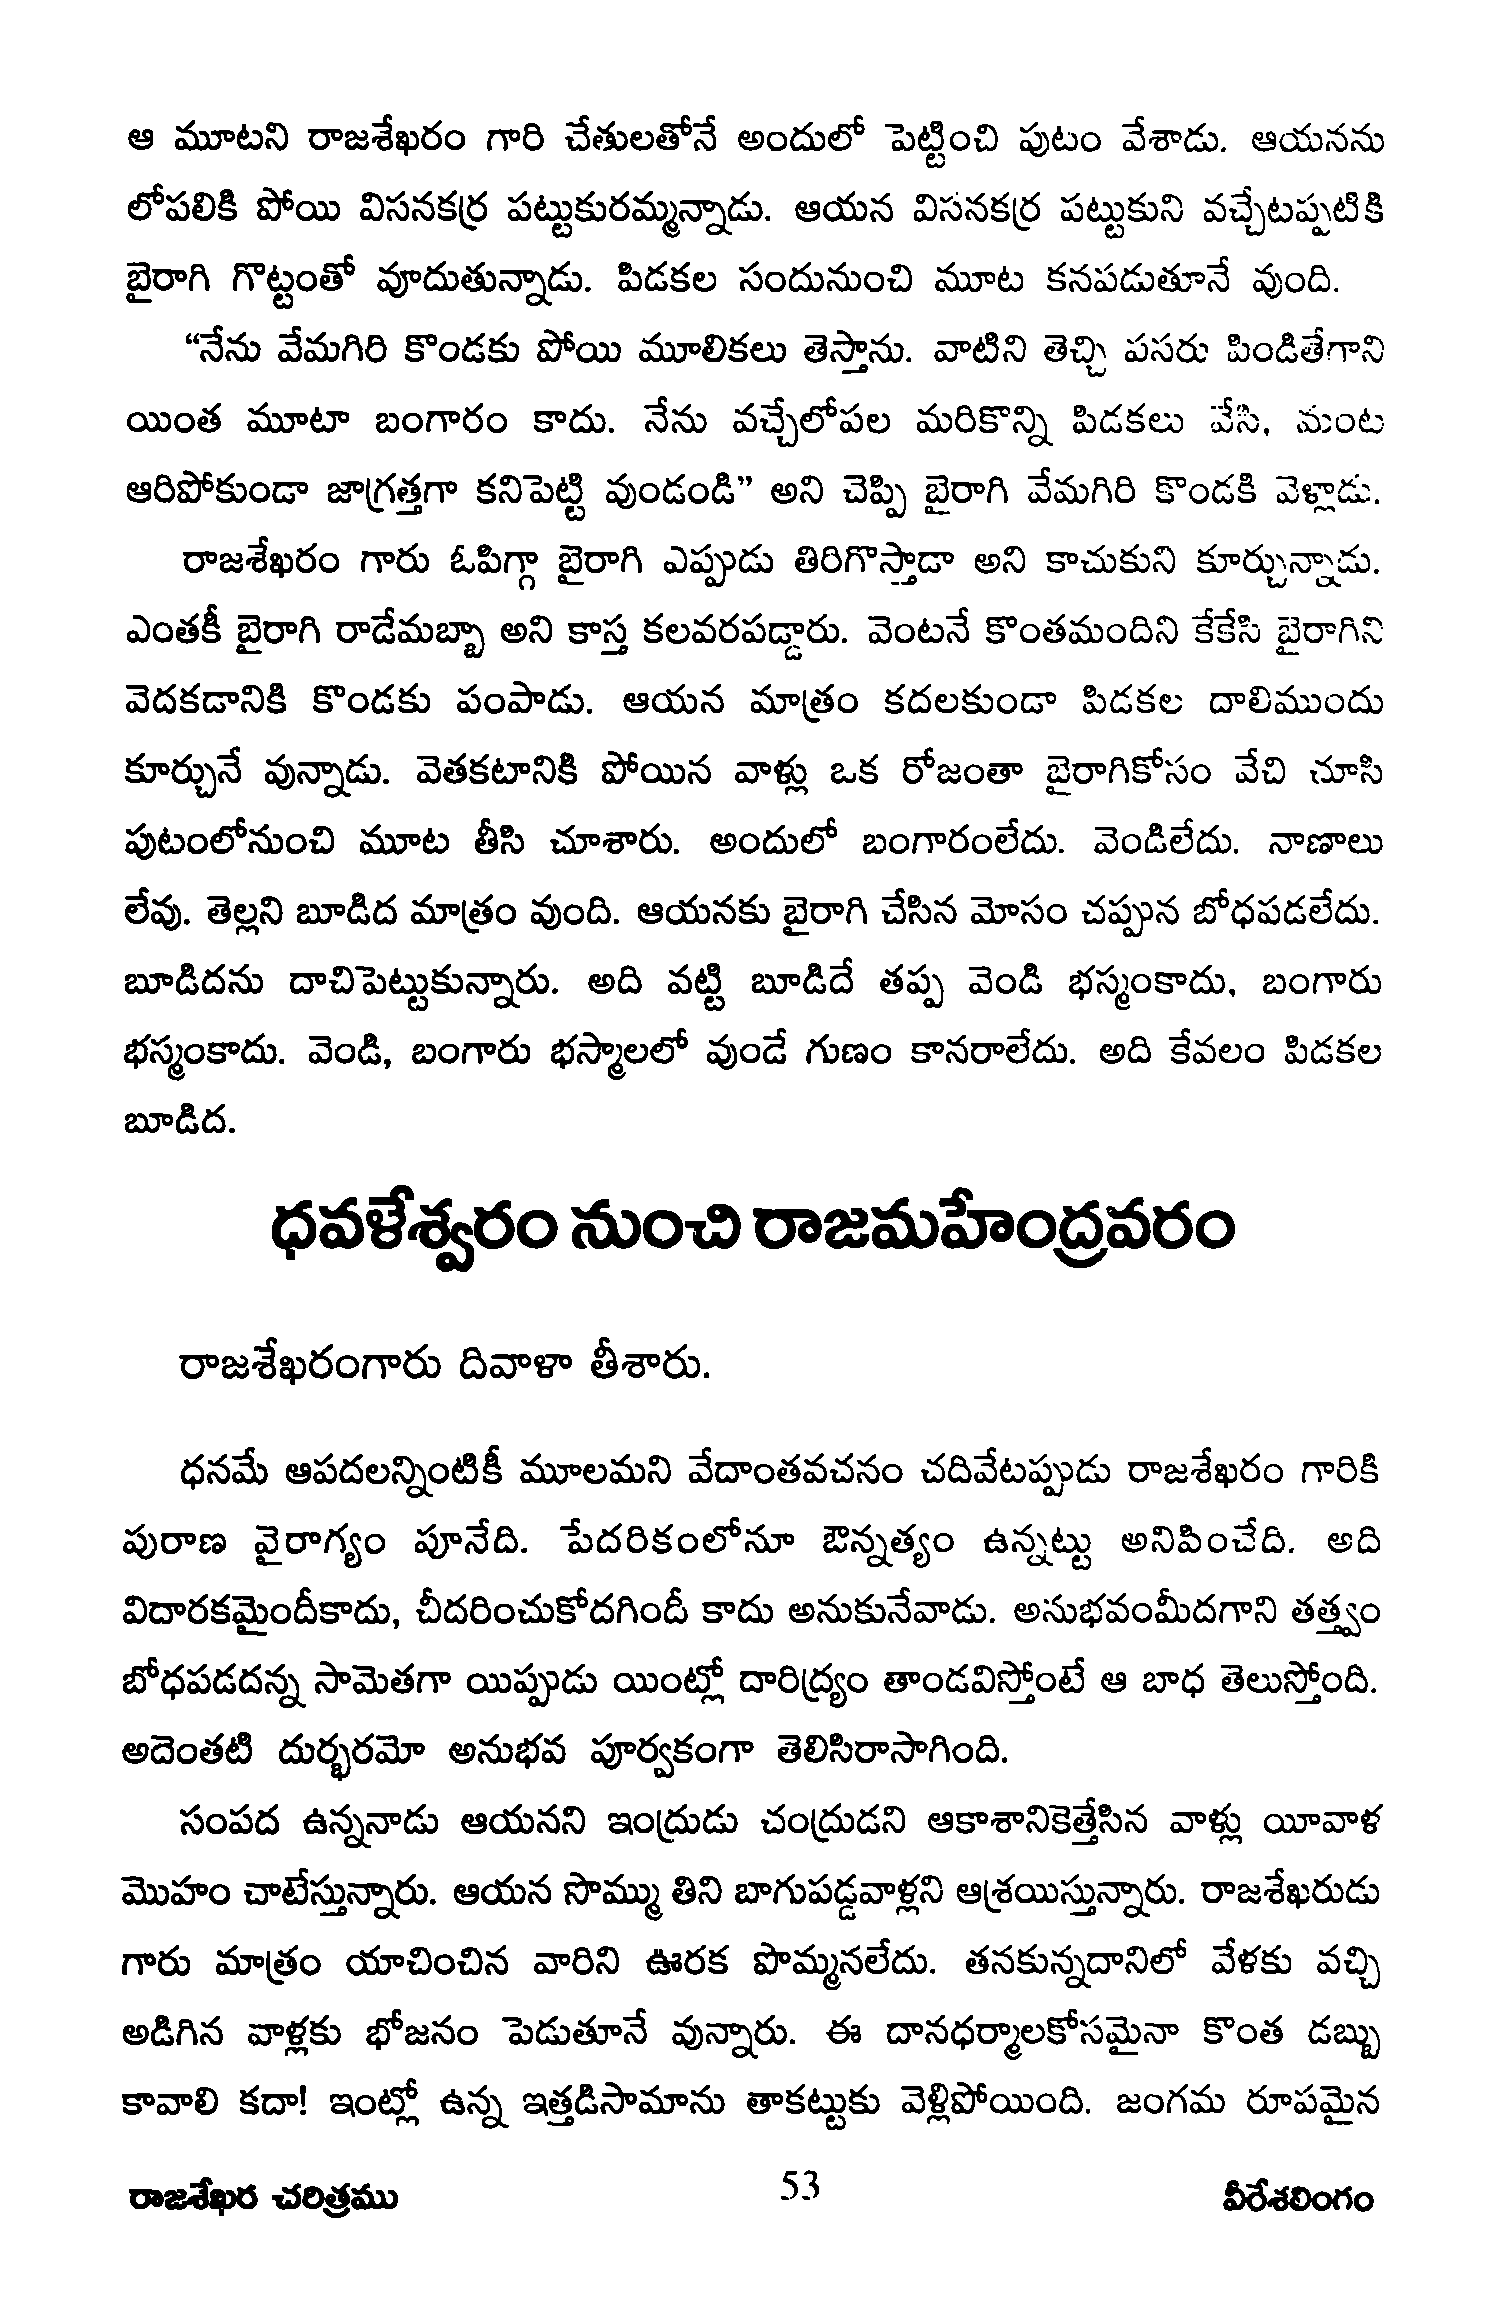 ఆ మూటని రాజశేఖరం గారి చేతులతోనే అందులో పెట్టించి పుటం వేశాడు. ఆయనను
లోపలికి పోయి విసనకర్ర పట్టుకురమ్మన్నాడు. ఆయన విసనకర్ర పట్టుకుని వచ్చేటప్పటికి
బైరాగి గొట్టంతో వూదుతున్నాడు. పిడకల సందునుంచి మూట కనపడుతూనే వుంది.
“నేను వేమగిరి కొండకు పోయి మూలికలు తెస్తాను. వాటిని తెచ్చి పసరు పిండితేగాని
యింత మూటా బంగారం కాదు. నేను వచ్చేలోపల మరికొన్ని పిడకలు వేసి, మంట
ఆరిపోకుండా జాగ్రత్తగా కనిపెట్టి వుండండి” అని చెప్పి బైరాగి వేమగిరి కొండకి వెళ్లాడు.
రాజశేఖరం గారు ఓపిగ్గా బైరాగి ఎప్పుడు తిరిగొస్తాడా అని కాచుకుని కూర్చున్నాడు.
ఎంతకీ బైరాగి రాడేమబ్బా అని కాస్త కలవరపడ్డారు. వెంటనే కొంతమందిని కేకేసి బైరాగిని
వెదకడానికి కొండకు పంపాడు. ఆయన మాత్రం కదలకుండా పిడకల దాలిముందు
కూర్చునే వున్నాడు. వెతకటానికి పోయిన వాళ్లు ఒక రోజంతా బైరాగికోసం వేచి చూసి
పుటంలోనుంచి మూట తీసి చూశారు. అందులో బంగారంలేదు. వెండిలేదు. నాణాలు
లేవు. తెల్లని బూడిద మాత్రం వుంది. ఆయనకు బైరాగి చేసిన మోసం చప్పున బోధపడలేదు.
బూడిదను దాచిపెట్టుకున్నారు. అది వట్టి బూడిదే తప్ప వెండి భస్మంకాదు, బంగారు
భస్మంకాదు. వెండి, బంగారు భస్మాలలో వుండే గుణం కానరాలేదు. అది కేవలం పిడకల
బూడిద.
ధవళేశ్వరం నుంచి రాజమహేంద్రవరం
రాజశేఖరంగారు దివాళా తీశారు.
ధనమే ఆపదలన్నింటికీ మూలమని వేదాంతవచనం చదివేటప్పుడు రాజశేఖరం గారికి
పురాణ వైరాగ్యం పూనేది. పేదరికంలోనూ ఔన్నత్యం ఉన్నట్టు అనిపించేది. అది
విదారకమైందీకాదు, చీదరించుకోదగిందీ కాదు అనుకునేవాడు. అనుభవంమీదగాని తత్త్వం
బోధపడదన్న సామెతగా యిప్పుడు యింట్లో దారిద్ర్యం తాండవిస్తోంటే ఆ బాధ తెలుస్తోంది.
అదెంతటి దుర్భరమో అనుభవ పూర్వకంగా తెలిసిరాసాగింది.
సంపద ఉన్ననాడు ఆయనని ఇంద్రుడు చంద్రుడని ఆకాశానికెత్తేసిన వాళ్లు యీవాళ
మొహం చాటేస్తున్నారు. ఆయన సొమ్ము తిని బాగుపడ్డవాళ్లని ఆశ్రయిస్తున్నారు. రాజశేఖరుడు
గారు మాత్రం యాచించిన వారిని ఊరక పొమ్మనలేదు. తనకున్నదానిలో వేళకు వచ్చి
అడిగిన వాళ్లకు భోజనం పెడుతూనే వున్నారు. ఈ దానధర్మాలకోసమైనా కొంత డబ్బు
కావాలి కదా! ఇంట్లో ఉన్న ఇత్తడిసామాను తాకట్టుకు వెళ్లిపోయింది. జంగమ రూపమైన
రాజశేఖర చరిత్రము 53 వీరేశలింగం